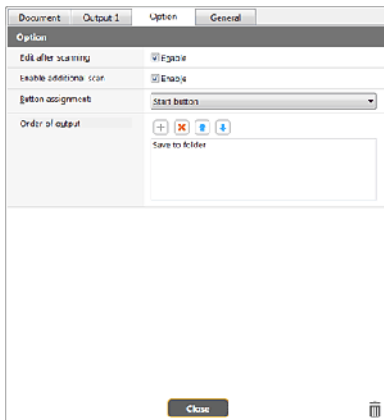 Document Output 1 Option General
Option
Edit after scanning Enable
Enable additional scan Enable
Button assignment: Start button
Order of output
Save to folder
Close